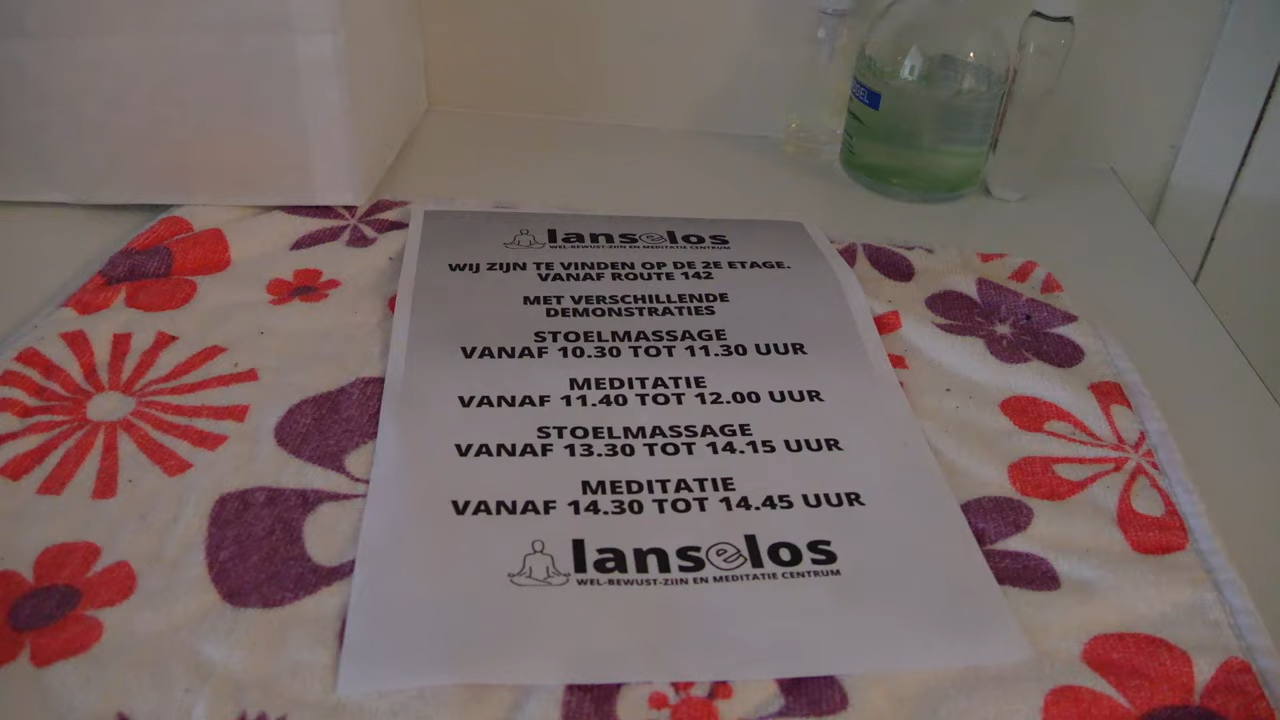 lanselos
WEL-BEWUST-ZIJN EN MEDITATIE CENTRUM
WIJ ZIJN TE VINDEN OP DE 2E ETAGE.
VANAF ROUTE 142
MET VERSCHILLENDE
DEMONSTRATIES
STOELMASSAGE
VANAF 10.30 TOT 11.30 UUR
MEDITATIE
VANAF 11.40 TOT 12.00 UUR
STOELMASSAGE
VANAF 13.30 TOT 14.15 UUR
MEDITATIE
VANAF 14.30 TOT 14.45 UUR
lanselos
WEL-BEWUST-ZIJN EN MEDITATIE CENTRUM